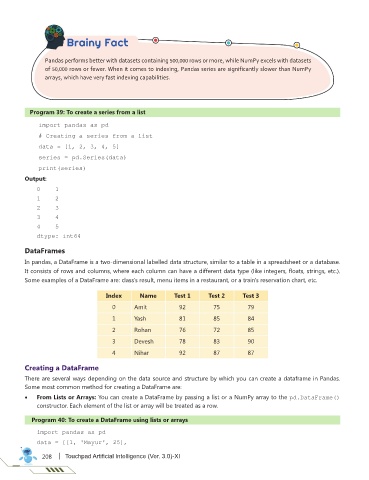 Brainy Fact
Pandas performs better with datasets containing 500,000 rows or more, while NumPy excels with datasets
of 50,000 rows or fewer. When it comes to indexing, Pandas series are significantly slower than NumPy
arrays, which have very fast indexing capabilities.
Program 39: To create a series from a list
import pandas as pd
# Creating a series from a list
data = [1, 2, 3, 4, 5]
series = pd.Series(data)
print(series)
Output:
0 1
1 2
2 3
3 4
4 5
dtype: int64
DataFrames
In pandas, a DataFrame is a two-dimensional labelled data structure, similar to a table in a spreadsheet or a database.
It consists of rows and columns, where each column can have a different data type (like integers, floats, strings, etc.).
Some examples of a DataFrame are: class's result, menu items in a restaurant, or a train's reservation chart, etc.
Index Name Test 1 Test 2 Test 3
0 Amit 92 75 79
1 Yash 81 85 84
2 Rohan 76 72 85
3 Devesh 78 83 90
4 Nihar 92 87 87
Creating a DataFrame
There are several ways depending on the data source and structure by which you can create a dataframe in Pandas.
Some most common method for creating a DataFrame are:
• From Lists or Arrays: You can create a DataFrame by passing a list or a NumPy array to the pd.DataFrame()
constructor. Each element of the list or array will be treated as a row.
Program 40: To create a DataFrame using lists or arrays
import pandas as pd
data = [[1, 'Mayur', 25],
208 Touchpad Artificial Intelligence (Ver. 3.0)-XI